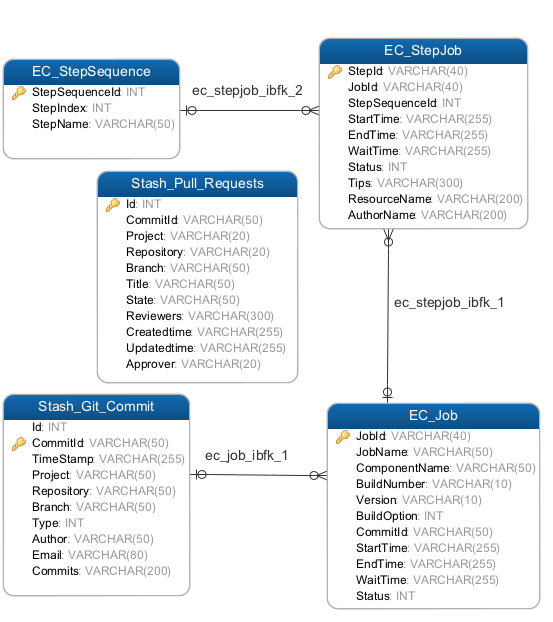 EC_StepSequence
StepSequenceId: INT
StepIndex: INT
StepName: VARCHAR(50)
ec_stepjob_ibfk_2
EC_StepJob
StepId: VARCHAR(40)
JobId: VARCHAR(40)
StepSequenceId: INT
StartTime: VARCHAR(255)
EndTime: VARCHAR(255)
WaitTime: VARCHAR(255)
Status: INT
Tips: VARCHAR(300)
ResourceName: VARCHAR(200)
AuthorName: VARCHAR(200)
Stash_Pull_Requests
Id: INT
CommitId: VARCHAR(50)
Project: VARCHAR(20)
Repository: VARCHAR(20)
Branch: VARCHAR(50)
Title: VARCHAR(50)
State: VARCHAR(50)
Reviewers: VARCHAR(300)
Createdtime: VARCHAR(255)
Updatedtime: VARCHAR(255)
Approver: VARCHAR(20)
ec_stepjob_ibfk_1
Stash_Git_Commit
Id: INT
CommitId: VARCHAR(50)
TimeStamp: VARCHAR(255)
Project: VARCHAR(50)
Repository: VARCHAR(50)
Branch: VARCHAR(50)
Type: INT
Author: VARCHAR(50)
Email: VARCHAR(80)
Commits: VARCHAR(200)
ec_job_ibfk_1
EC_Job
JobId: VARCHAR(40)
JobName: VARCHAR(50)
ComponentName: VARCHAR(50)
BuildNumber: VARCHAR(10)
Version: VARCHAR(10)
BuildOption: INT
CommitId: VARCHAR(50)
StartTime: VARCHAR(255)
EndTime: VARCHAR(255)
WaitTime: VARCHAR(255)
Status: INT